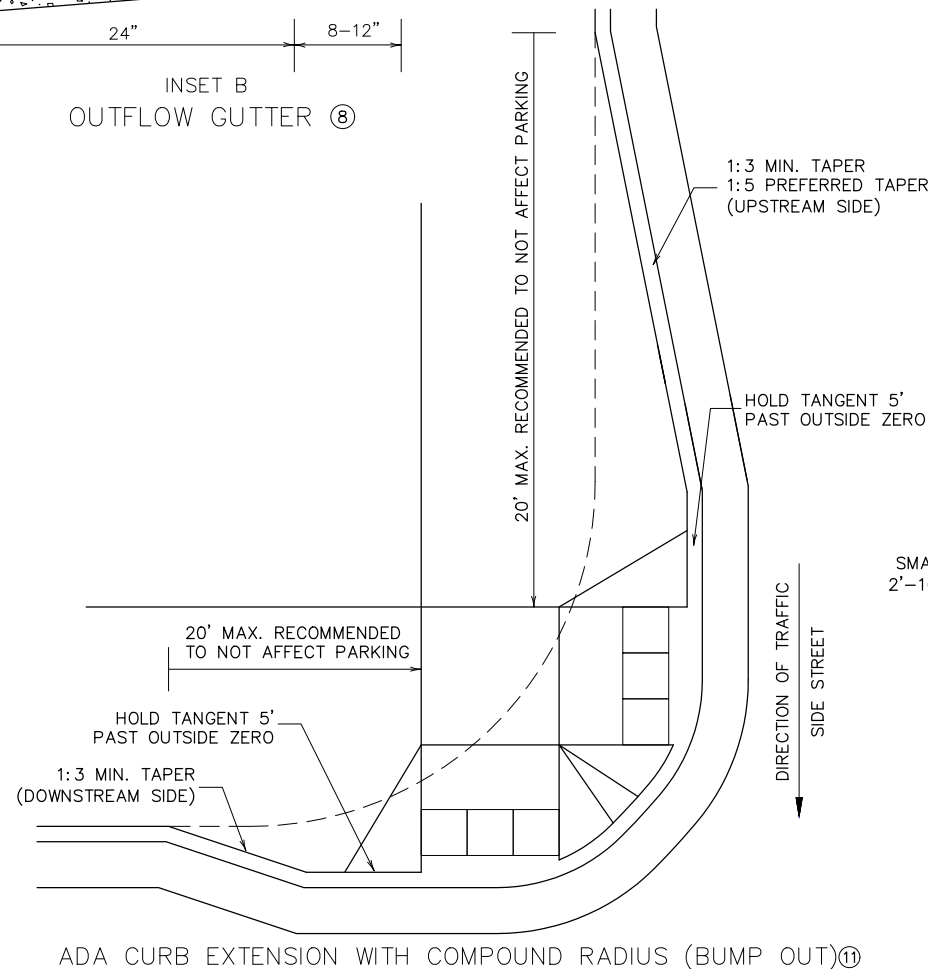 24" 8-12"
INSET B
OUTFLOW GUTTER ⑧
20' MAX. RECOMMENDED TO NOT AFFECT PARKING
1:3 MIN. TAPER
1:5 PREFERRED TAPER
(UPSTREAM SIDE)
HOLD TANGENT 5'
PAST OUTSIDE ZERO
SMA
2'-1
20' MAX. RECOMMENDED
TO NOT AFFECT PARKING
DIRECTION OF TRAFFIC
SIDE STREET
HOLD TANGENT 5'
PAST OUTSIDE ZERO
1:3 MIN. TAPER
(DOWNSTREAM SIDE)
ADA CURB EXTENSION WITH COMPOUND RADIUS (BUMP OUT)⑪